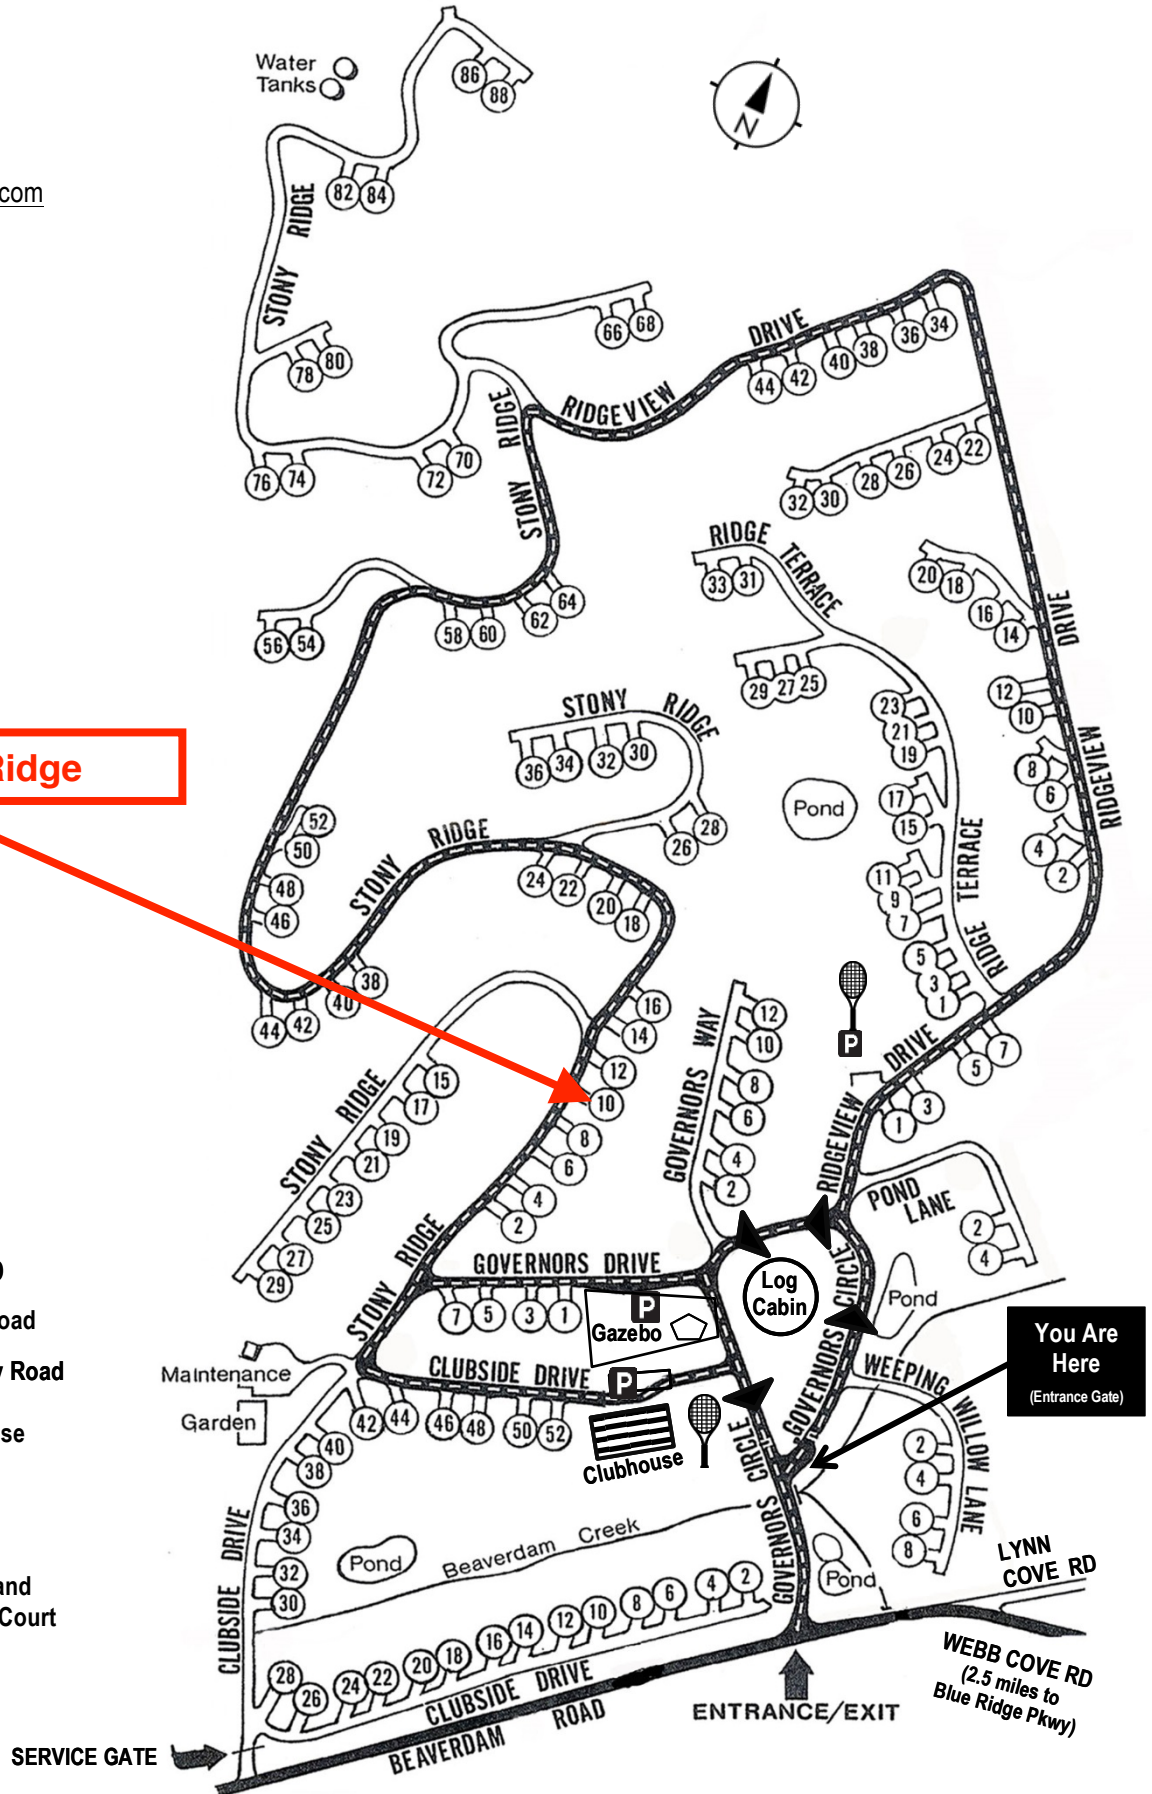 Water
Tanks
86
88
N
com
82
84
STONY RIDGE
66
68
DRIVE
34
36
38
40
42
44
78
80
RIDGEVIEW
STONY RIDGE
70
72
74
76
22
24
26
28
30
32
RIDGE TERRACE
33
31
20
18
16
14
DRIVE
64
62
60
58
56
54
29
27
25
12
10
23
21
19
STONY RIDGE
36
34
32
30
Ridge
RIDGEVIEW
8
6
4
2
Pond
17
15
52
50
48
46
28
26
STONY RIDGE
24
22
20
18
11
9
7
5
3
1
RIDGE TERRACE
38
40
42
44
16
14
12
10
8
6
4
2
GOVERNORS WAY
12
10
8
6
4
2
P
7
5
3
1
RIDGEVIEW DRIVE
STONY RIDGE
15
17
19
21
23
25
27
29
POND
LANE
2
4
STONY RIDGE
GOVERNORS DRIVE
7
5
3
1
P
Gazebo
Log
Cabin
GOVERNORS CIRCLE
Pond
oad
You Are
Here
(Entrance Gate)
Maintenance
Road
CLUBSIDE DRIVE
P
WEEPING WILLOW LANE
Garden
42
44
46
48
50
52
se
Clubhouse
GOVERNORS CIRCLE
2
4
6
8
40
38
36
34
32
30
CLUBSIDE DRIVE
Pond
Beaverdam Creek
Pond
LYNN
COVE RD
and
Court
28
26
24
22
20
18
16
14
12
10
8
6
4
2
CLUBSIDE DRIVE
WEBB COVE RD
(2.5 miles to
Blue Ridge Pkwy)
ENTRANCE/EXIT
BEAVERDAM ROAD
SERVICE GATE